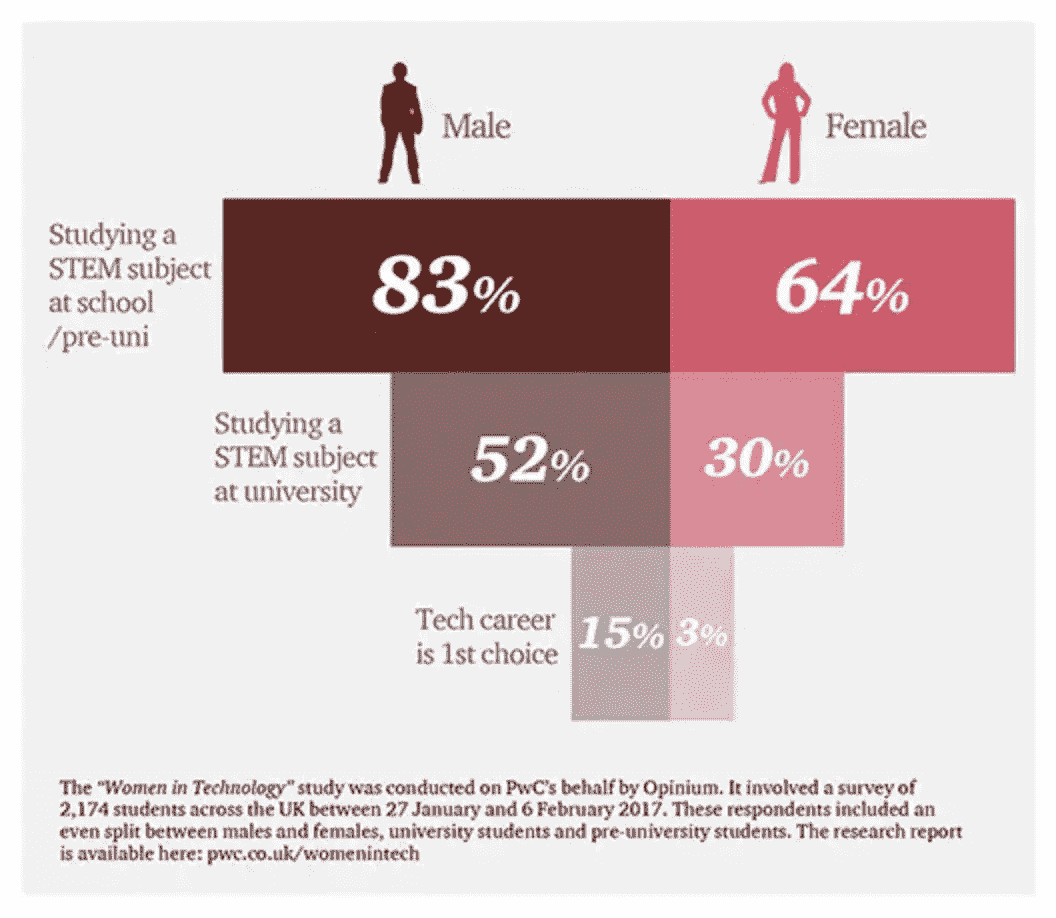 Male
Female
Studying a
STEM subject
at school
/pre-uni
83%
64%
Studying a
STEM subject
at university
52%
30%
Tech career
is 1st choice
15%
3%
The "Women in Technology" study was conducted on PwC's behalf by Opinium. It involved a survey of
2,174 students across the UK between 27 January and 6 February 2017. These respondents included an
even split between males and females, university students and pre-university students. The research report
is available here: pwc.co.uk/womenintech